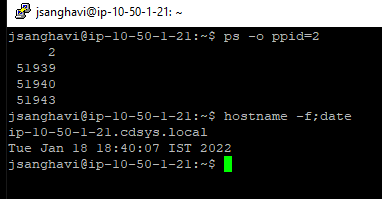 jsanghavi@ip-10-50-1-21: ~
jsanghavi@ip-10-50-1-21:~$ ps -o ppid=2
2
51939
51940
51943
jsanghavi@ip-10-50-1-21:~$ hostname -f;date
ip-10-50-1-21.cdsys.local
Tue Jan 18 18:40:07 IST 2022
jsanghavi@ip-10-50-1-21:~$